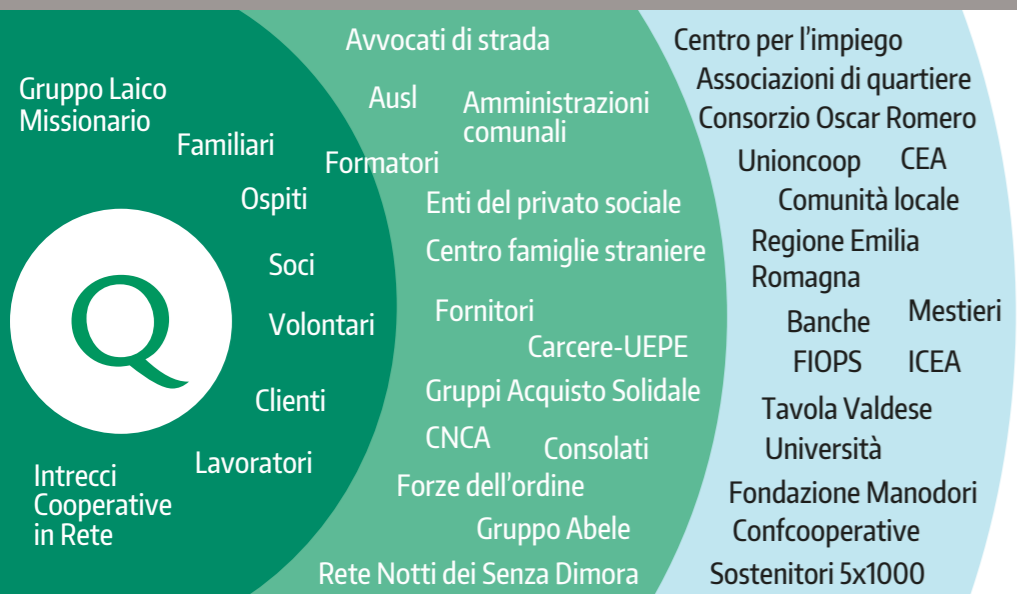 Gruppo Laico
Missionario
Familiari
Ospiti
Soci
Volontari
Clienti
Lavoratori
Intrecci
Cooperative
in Rete
Q
Avvocati di strada
Ausl
Amministrazioni
comunali
Formatori
Enti del privato sociale
Centro famiglie straniere
Fornitori
Carcere-UEPE
Gruppi Acquisto Solidale
CNCA
Consolati
Forze dell'ordine
Gruppo Abele
Rete Notti dei Senza Dimora
Centro per l'impiego
Associazioni di quartiere
Consorzio Oscar Romero
Unioncoop
CEA
Comunità locale
Regione Emilia
Romagna
Banche
Mestieri
FIOPS
ICEA
Tavola Valdese
Università
Fondazione Manodori
Confcooperative
Sostenitori 5x1000